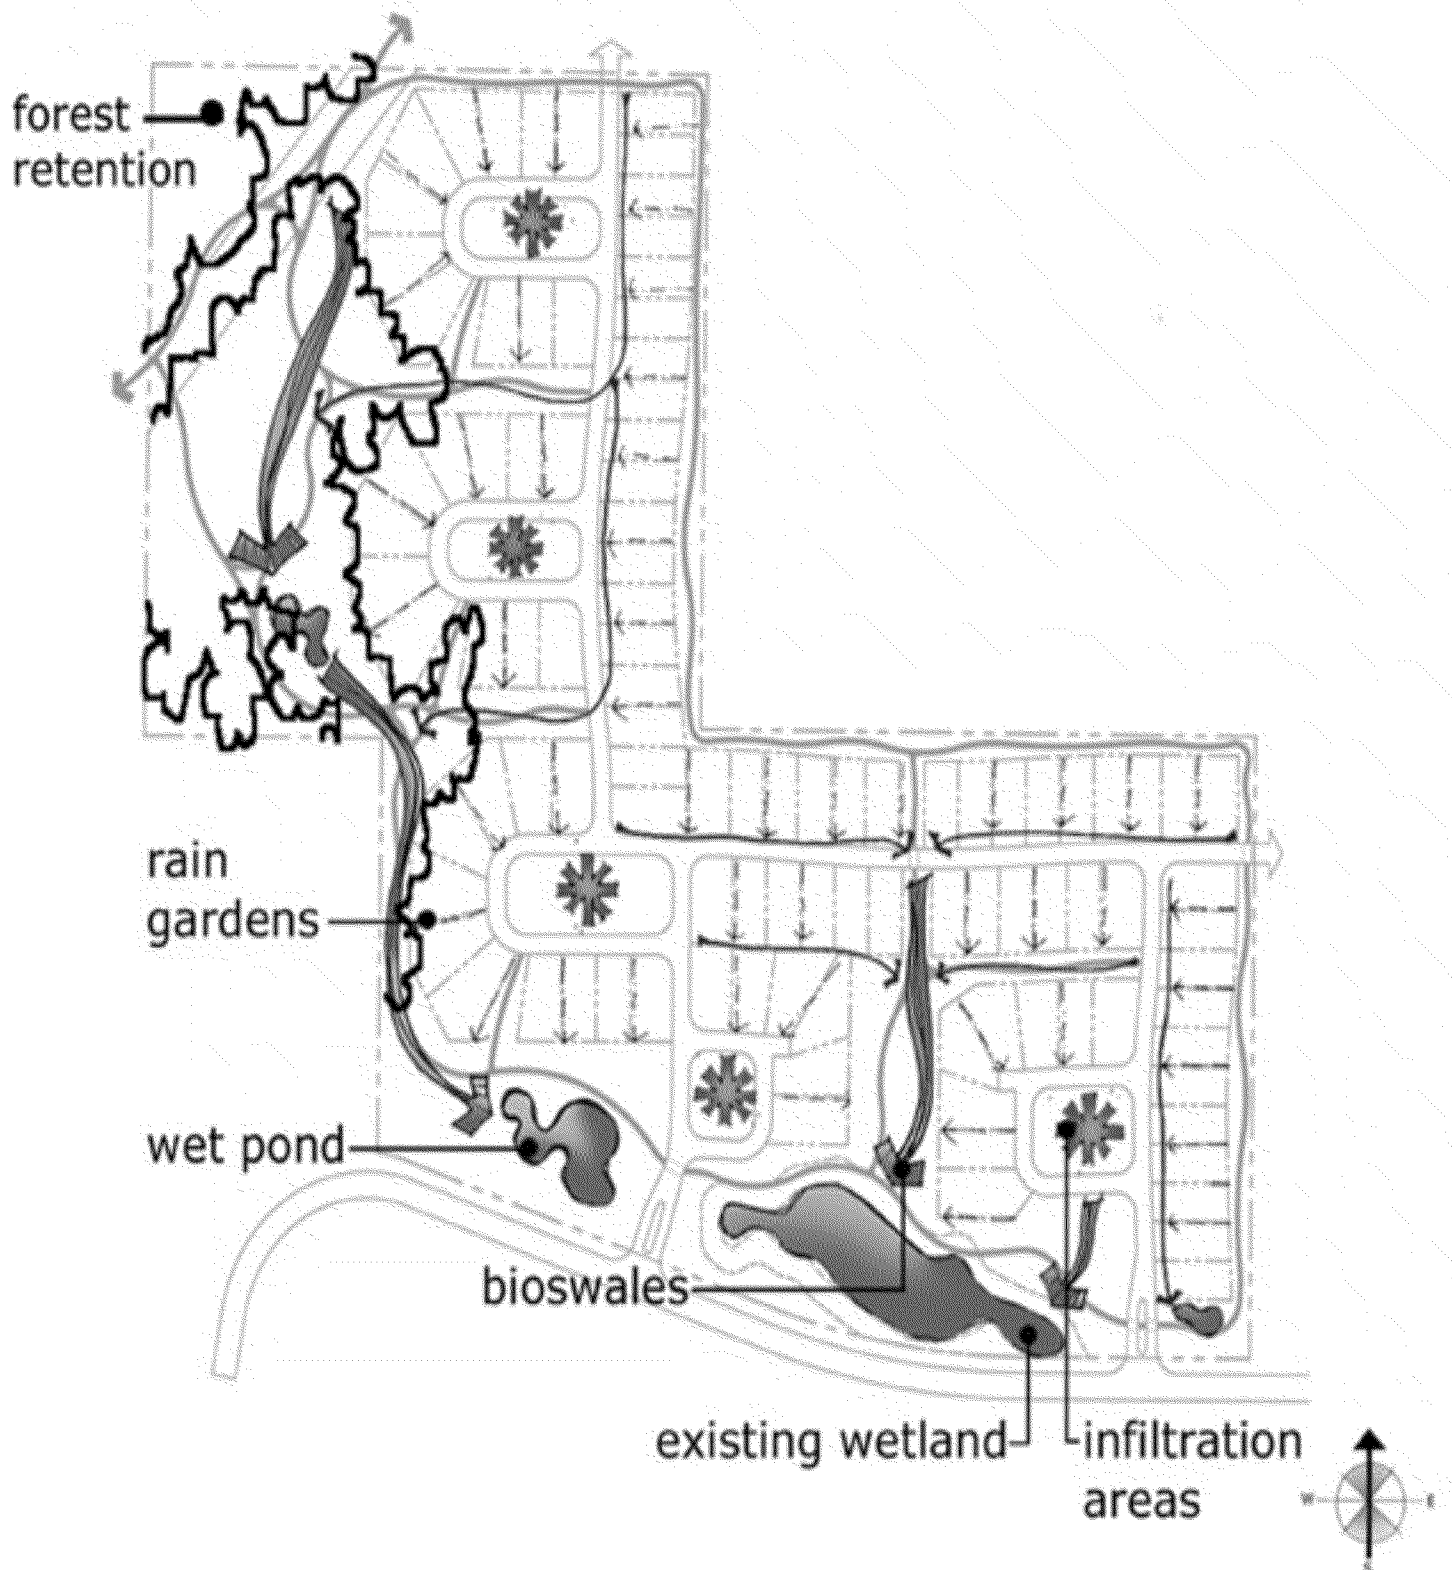 forest
retention
rain
gardens
wet pond
bioswales
existing wetland
infiltration
areas
W
E